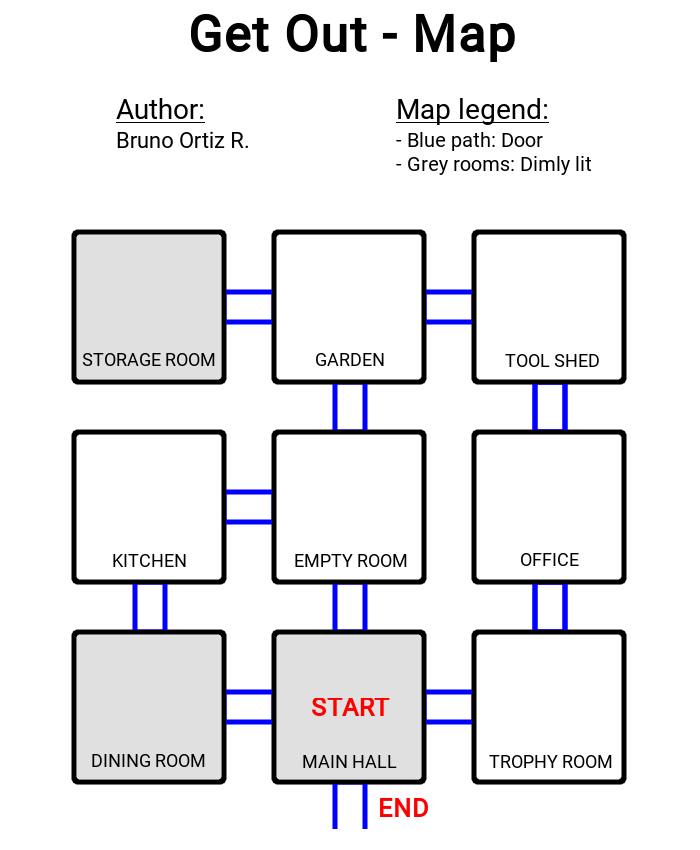 Get Out - Map
Author:
Bruno Ortiz R.
Map legend:
- Blue path: Door
- Grey rooms: Dimly lit
STORAGE ROOM
GARDEN
TOOL SHED
KITCHEN
EMPTY ROOM
OFFICE
START
DINING ROOM
MAIN HALL
TROPHY ROOM
END